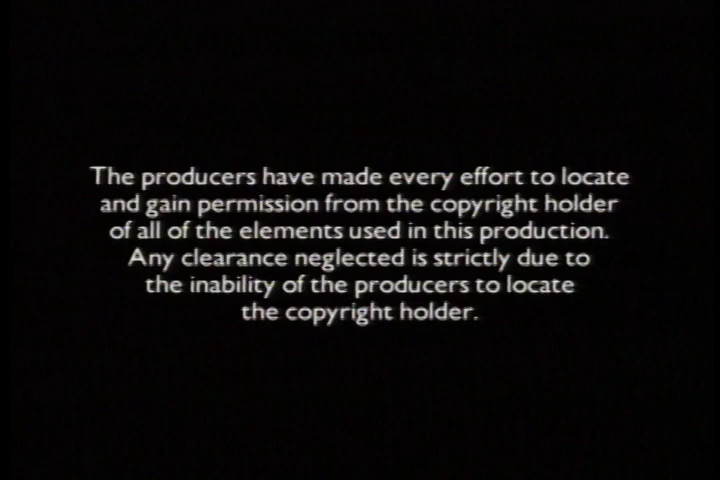 The producers have made every effort to locate
and gain permission from the copyright holder
of all of the elements used in this production.
Any clearance neglected is strictly due to
the inability of the producers to locate
the copyright holder.